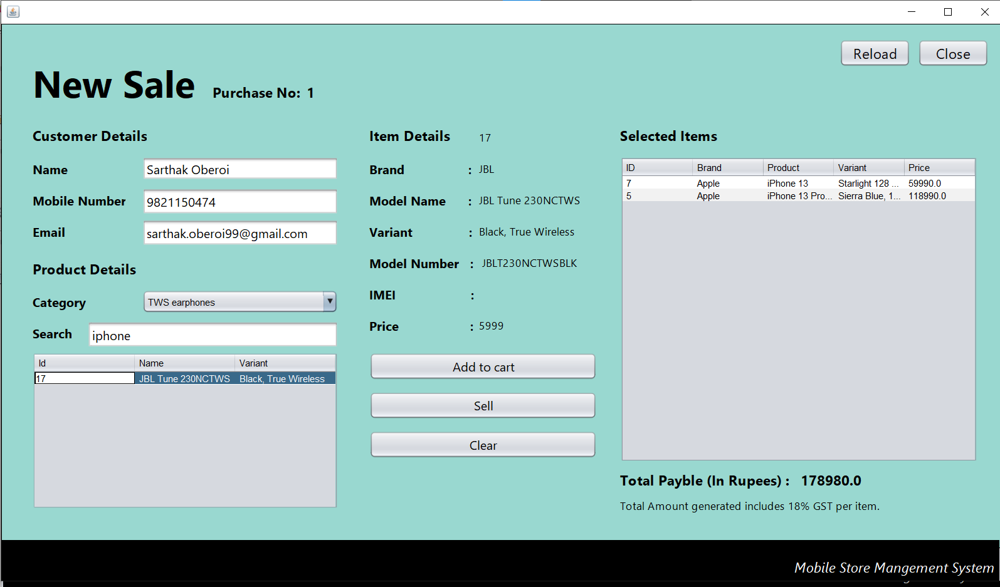 Reload Close
New Sale Purchase No: 1
Customer Details
Name Sarthak Oberoi
Mobile Number 9821150474
Email sarthak.oberoi99@gmail.com
Product Details
Category TWS earphones
Search iphone
Id Name Variant
17 JBL Tune 230NCTWS Black, True Wireless
Item Details 17
Brand : JBL
Model Name : JBL Tune 230NCTWS
Variant : Black, True Wireless
Model Number : JBLT230NCTWSBLK
IMEI :
Price : 5999
Add to cart
Sell
Clear
Selected Items
ID Brand Product Variant Price
7 Apple iPhone 13 Starlight 128 ... 59990.0
5 Apple iPhone 13 Pro... Sierra Blue, 1... 118990.0
Total Payble (In Rupees) : 178980.0
Total Amount generated includes 18% GST per item.
Mobile Store Mangement System